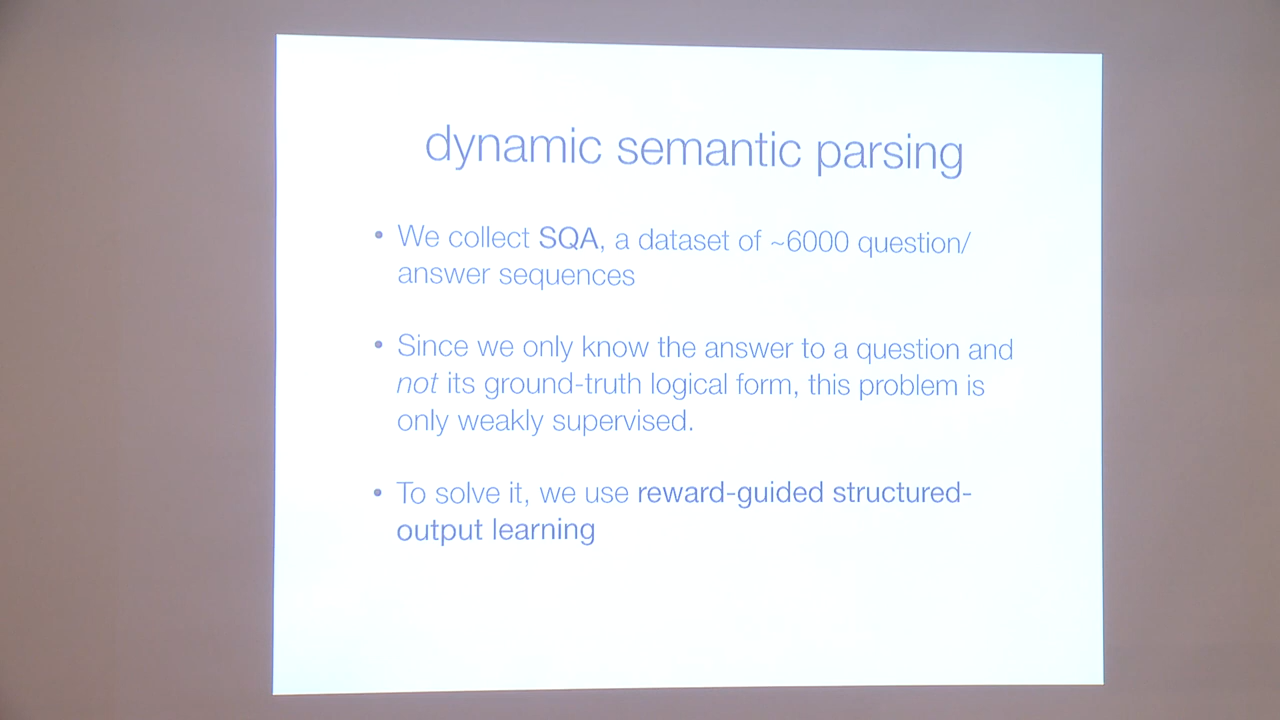 dynamic semantic parsing
• We collect SQA, a dataset of ~6000 question/
answer sequences
• Since we only know the answer to a question and
not its ground-truth logical form, this problem is
only weakly supervised.
• To solve it, we use reward-guided structured-
output learning